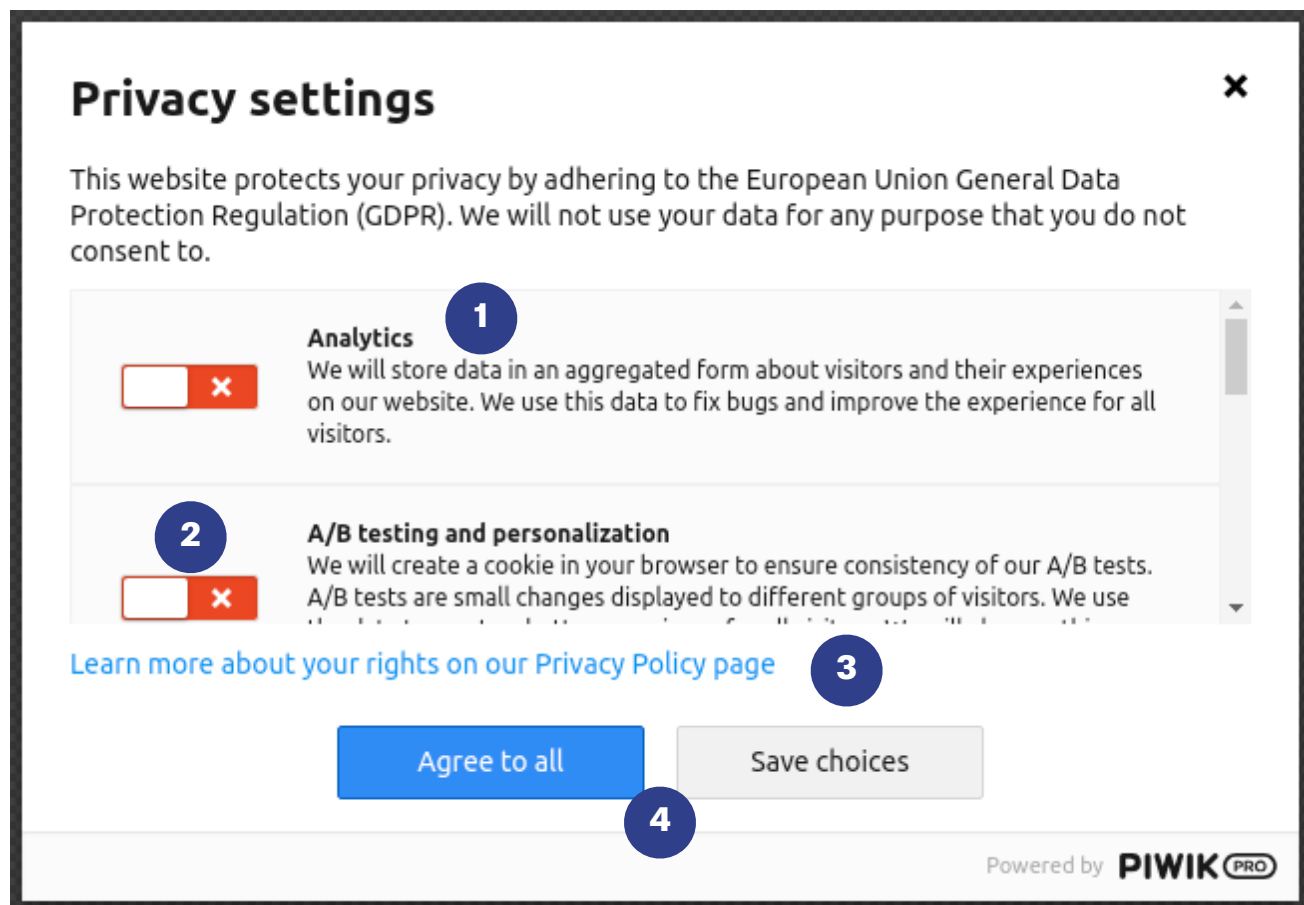 Privacy settings
This website protects your privacy by adhering to the European Union General Data
Protection Regulation (GDPR). We will not use your data for any purpose that you do not
consent to.
1
Analytics
We will store data in an aggregated form about visitors and their experiences
on our website. We use this data to fix bugs and improve the experience for all
visitors.
2
A/B testing and personalization
We will create a cookie in your browser to ensure consistency of our A/B tests.
A/B tests are small changes displayed to different groups of visitors. We use
Learn more about your rights on our Privacy Policy page
3
Agree to all
Save choices
4
Powered by PIWIK PRO